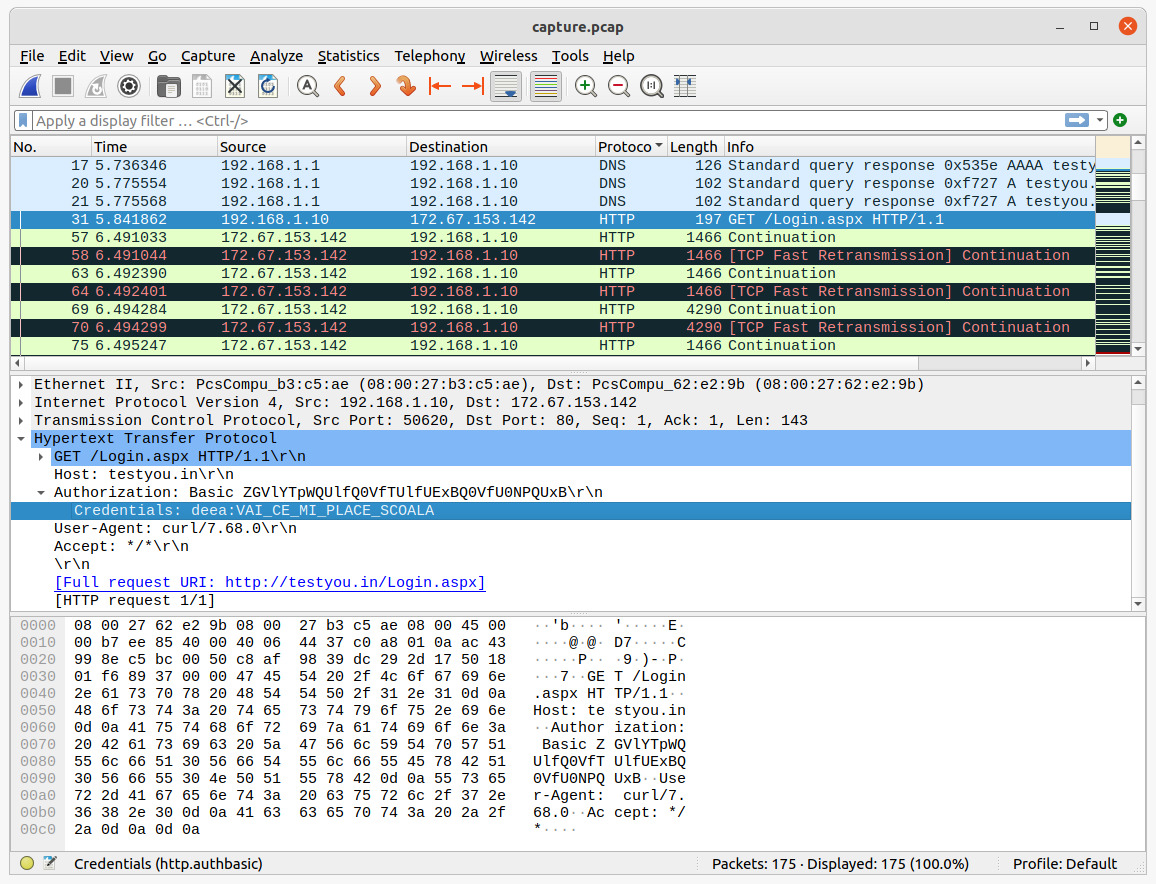 capture.pcap
File Edit View Go Capture Analyze Statistics Telephony Wireless Tools Help
Apply a display filter … <Ctrl-/>
No. Time Source Destination Protoco Length Info
17 5.736346 192.168.1.1 192.168.1.10 DNS 126 Standard query response 0x535e AAAA testy
20 5.775554 192.168.1.1 192.168.1.10 DNS 102 Standard query response 0xf727 A testyou.
21 5.775568 192.168.1.1 192.168.1.10 DNS 102 Standard query response 0xf727 A testyou.
31 5.841862 192.168.1.10 172.67.153.142 HTTP 197 GET /Login.aspx HTTP/1.1
57 6.491033 172.67.153.142 192.168.1.10 HTTP 1466 Continuation
58 6.491044 172.67.153.142 192.168.1.10 HTTP 1466 [TCP Fast Retransmission] Continuation
63 6.492390 172.67.153.142 192.168.1.10 HTTP 1466 Continuation
64 6.492401 172.67.153.142 192.168.1.10 HTTP 1466 [TCP Fast Retransmission] Continuation
69 6.494284 172.67.153.142 192.168.1.10 HTTP 4290 Continuation
70 6.494299 172.67.153.142 192.168.1.10 HTTP 4290 [TCP Fast Retransmission] Continuation
75 6.495247 172.67.153.142 192.168.1.10 HTTP 1466 Continuation
Ethernet II, Src: PcsCompu_b3:c5:ae (08:00:27:b3:c5:ae), Dst: PcsCompu_62:e2:9b (08:00:27:62:e2:9b)
Internet Protocol Version 4, Src: 192.168.1.10, Dst: 172.67.153.142
Transmission Control Protocol, Src Port: 50620, Dst Port: 80, Seq: 1, Ack: 1, Len: 143
Hypertext Transfer Protocol
GET /Login.aspx HTTP/1.1\r\n
Host: testyou.in\r\n
Authorization: Basic ZGVlYTpWQUlfQ0VfTUlfUExBQ0VfU0NPQUxB\r\n
Credentials: deea:VAI_CE_MI_PLACE_SCOALA
User-Agent: curl/7.68.0\r\n
Accept: */*\r\n
\r\n
[Full request URI: http://testyou.in/Login.aspx]
[HTTP request 1/1]
0000 08 00 27 62 e2 9b 08 00 27 b3 c5 ae 08 00 45 00 ··'b···· '·····E·
0010 00 b7 ee 85 40 00 40 06 44 37 c0 a8 01 0a ac 43 ····@·@· D7·····C
0020 99 8e c5 bc 00 50 c8 af 98 39 dc 29 2d 17 50 18 ·····P·· ·9·)-·P·
0030 01 f6 89 37 00 00 47 45 54 20 2f 4c 6f 67 69 6e ···7··GE T /Login
0040 2e 61 73 70 78 20 48 54 54 50 2f 31 2e 31 0d 0a .aspx HT TP/1.1··
0050 48 6f 73 74 3a 20 74 65 73 74 79 6f 75 2e 69 6e Host: te styou.in
0060 0d 0a 41 75 74 68 6f 72 69 7a 61 74 69 6f 6e 3a ··Author ization:
0070 20 42 61 73 69 63 20 5a 47 56 6c 59 54 70 57 51 Basic Z GVlYTpWQ
0080 55 6c 66 51 30 56 66 54 55 6c 66 55 45 78 42 51 UlfQ0VfT UlfUExBQ
0090 30 56 66 55 30 4e 50 51 55 78 42 0d 0a 55 73 65 0VfU0NPQ UxB··Use
00a0 72 2d 41 67 65 6e 74 3a 20 63 75 72 6c 2f 37 2e r-Agent: curl/7.
00b0 36 38 2e 30 0d 0a 41 63 63 65 70 74 3a 20 2a 2f 68.0··Ac cept: */
00c0 2a 0d 0a 0d 0a *····
Credentials (http.authbasic) Packets: 175 · Displayed: 175 (100.0%) Profile: Default